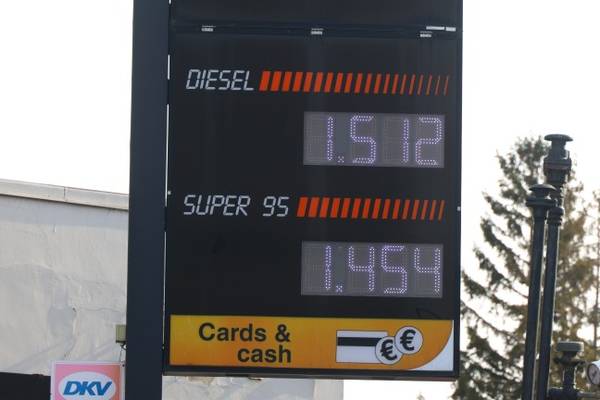 DIESEL
1.512
SUPER 95
1.454
Cards &
cash
€ €
DKV